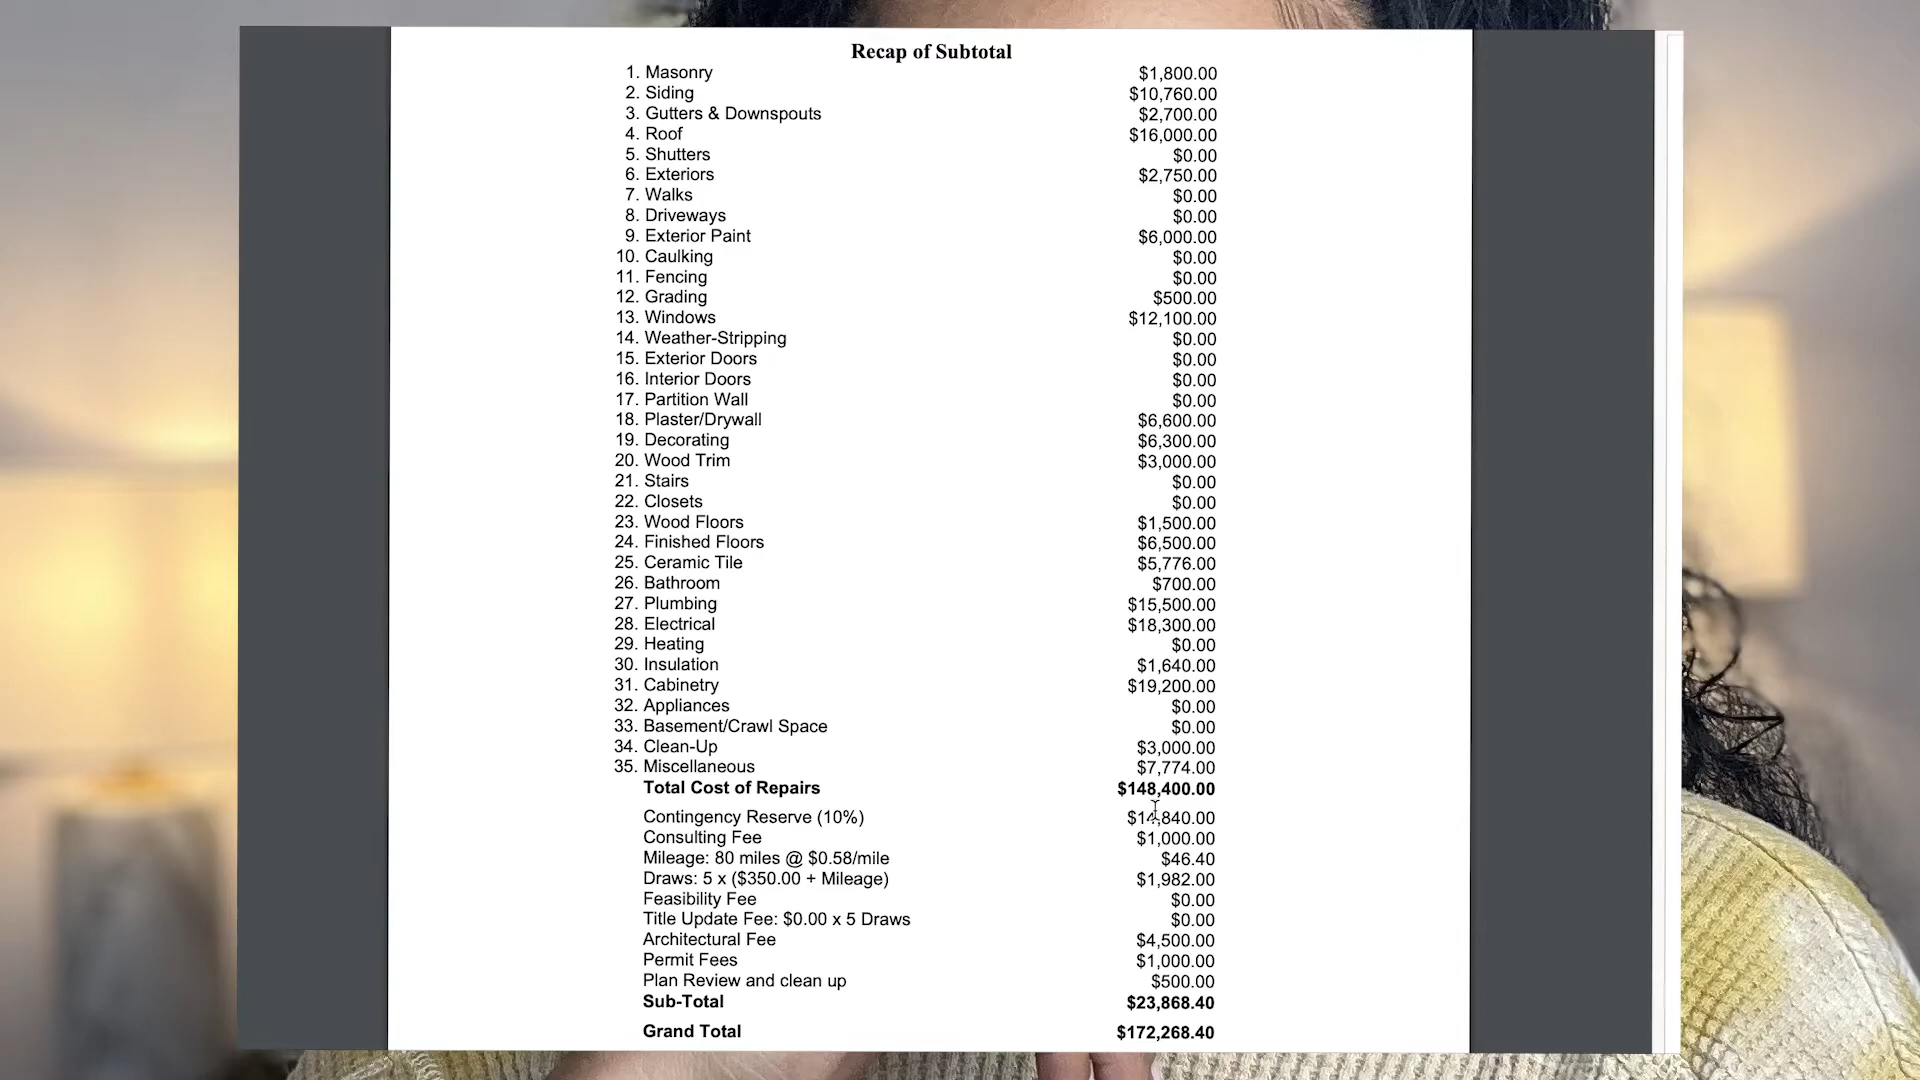 Recap of Subtotal
1. Masonry $1,800.00
2. Siding $10,760.00
3. Gutters & Downspouts $2,700.00
4. Roof $16,000.00
5. Shutters $0.00
6. Exteriors $2,750.00
7. Walks $0.00
8. Driveways $0.00
9. Exterior Paint $6,000.00
10. Caulking $0.00
11. Fencing $0.00
12. Grading $500.00
13. Windows $12,100.00
14. Weather-Stripping $0.00
15. Exterior Doors $0.00
16. Interior Doors $0.00
17. Partition Wall $0.00
18. Plaster/Drywall $6,600.00
19. Decorating $6,300.00
20. Wood Trim $3,000.00
21. Stairs $0.00
22. Closets $0.00
23. Wood Floors $1,500.00
24. Finished Floors $6,500.00
25. Ceramic Tile $5,776.00
26. Bathroom $700.00
27. Plumbing $15,500.00
28. Electrical $18,300.00
29. Heating $0.00
30. Insulation $1,640.00
31. Cabinetry $19,200.00
32. Appliances $0.00
33. Basement/Crawl Space $0.00
34. Clean-Up $3,000.00
35. Miscellaneous $7,774.00
Total Cost of Repairs $148,400.00
Contingency Reserve (10%) $14,840.00
Consulting Fee $1,000.00
Mileage: 80 miles @ $0.58/mile $46.40
Draws: 5 x ($350.00 + Mileage) $1,982.00
Feasibility Fee $0.00
Title Update Fee: $0.00 x 5 Draws $0.00
Architectural Fee $4,500.00
Permit Fees $1,000.00
Plan Review and clean up $500.00
Sub-Total $23,868.40
Grand Total $172,268.40